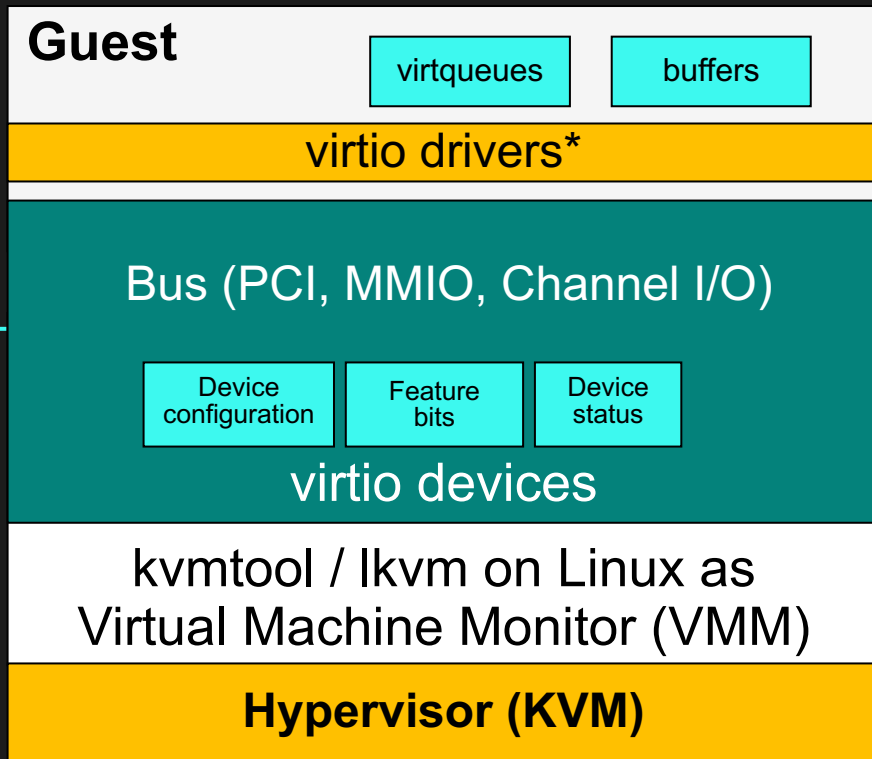 Guest
virtqueues
buffers
virtio drivers*
Bus (PCI, MMIO, Channel I/O)
Device
configuration
Feature
bits
Device
status
virtio devices
kvmtool / lkvm on Linux as
Virtual Machine Monitor (VMM)
Hypervisor (KVM)